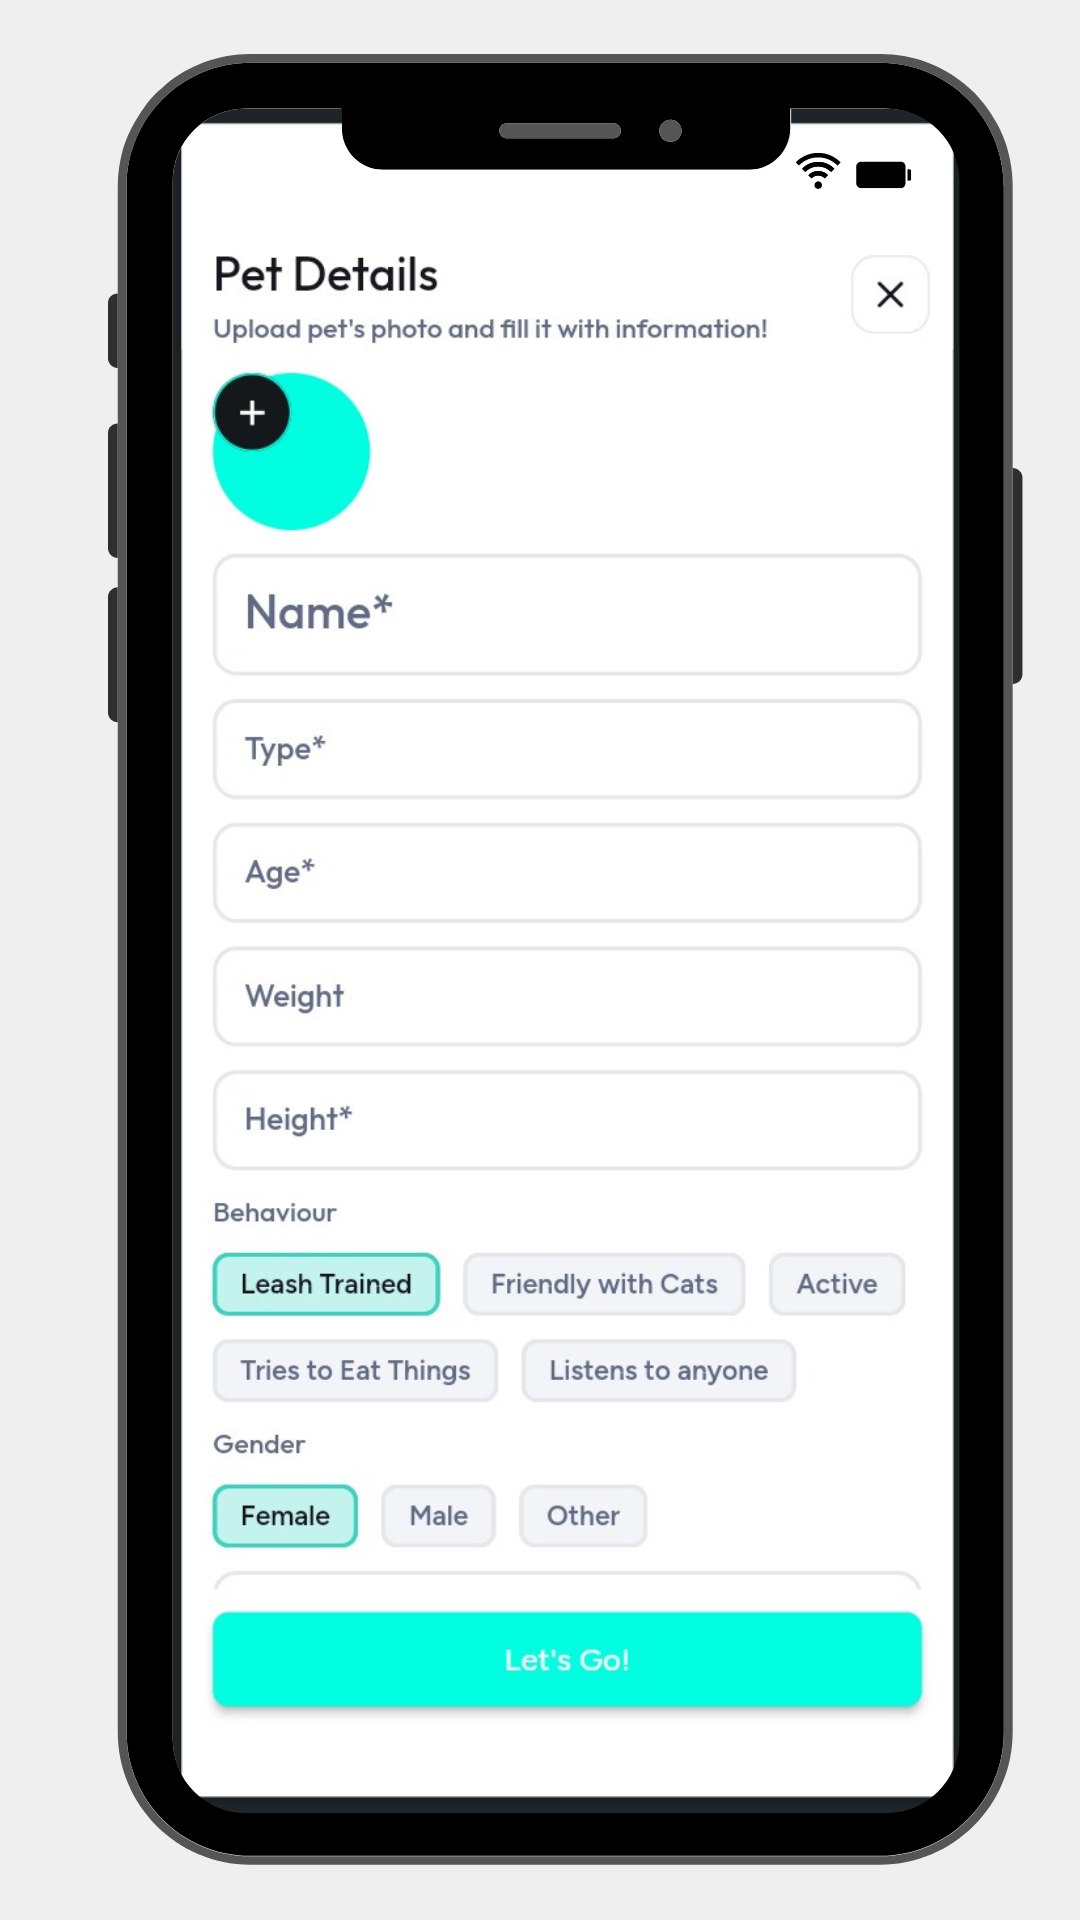 Pet Details
Upload pet's photo and fill it with information!
Name*
Type*
Age*
Weight
Height*
Behaviour
Leash Trained Friendly with Cats Active
Tries to Eat Things Listens to anyone
Gender
Female Male Other
Let's Go!